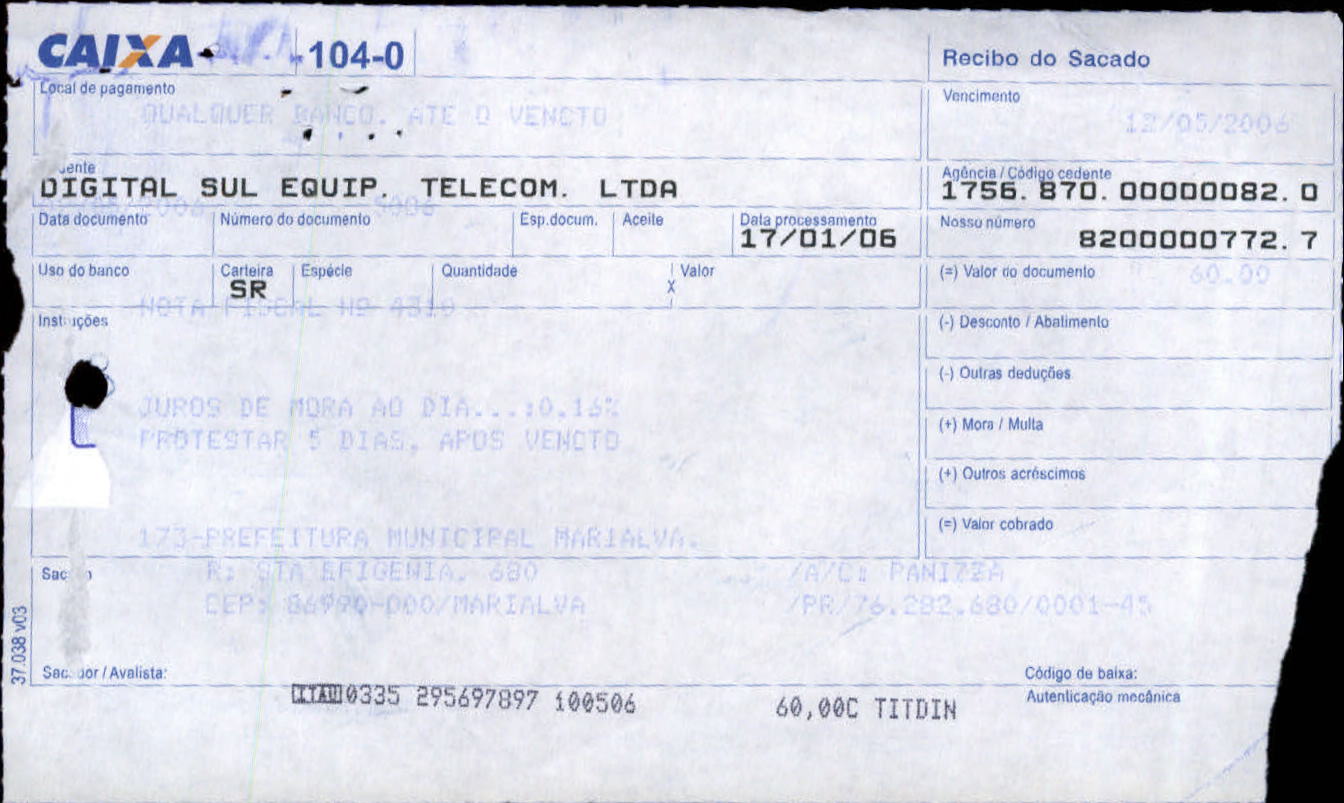 CAIXA 104-0 Recibo do Sacado
Local de pagamento Vencimento
QUALQUER BANCO. ATE O VENCTO 12/05/2006
Agência / Código cedente
DIGITAL SUL EQUIP. TELECOM. LTDA 1756. 870. 00000082. 0
Data documento Número do documento Esp.docum. Aceite Data processamento Nosso número
17/01/06 8200000772. 7
Uso do banco Carteira Espécie Quantidade Valor (=) Valor do documento 60.00
SR X
NOTA FISCAL Nº 4310
Instruções (-) Desconto / Abatimento
(-) Outras deduções
JUROS DE MORA AO DIA...:0.16%
(+) Mora / Multa
PROTESTAR 5 DIAS. APOS VENCTO
(+) Outros acréscimos
(=) Valor cobrado
173-PREFEITURA MUNICIPAL MARIALVA.
R: STA EFIGENIA. 680 /A/C: PANIZZA
CEP: 86990-000/MARIALVA /PR/76.282.680/0001-45
37.038 v03
/ Avalista: Código de baixa:
ITAU 0335 295697897 100506 60,00C TITDIN Autenticação mecânica